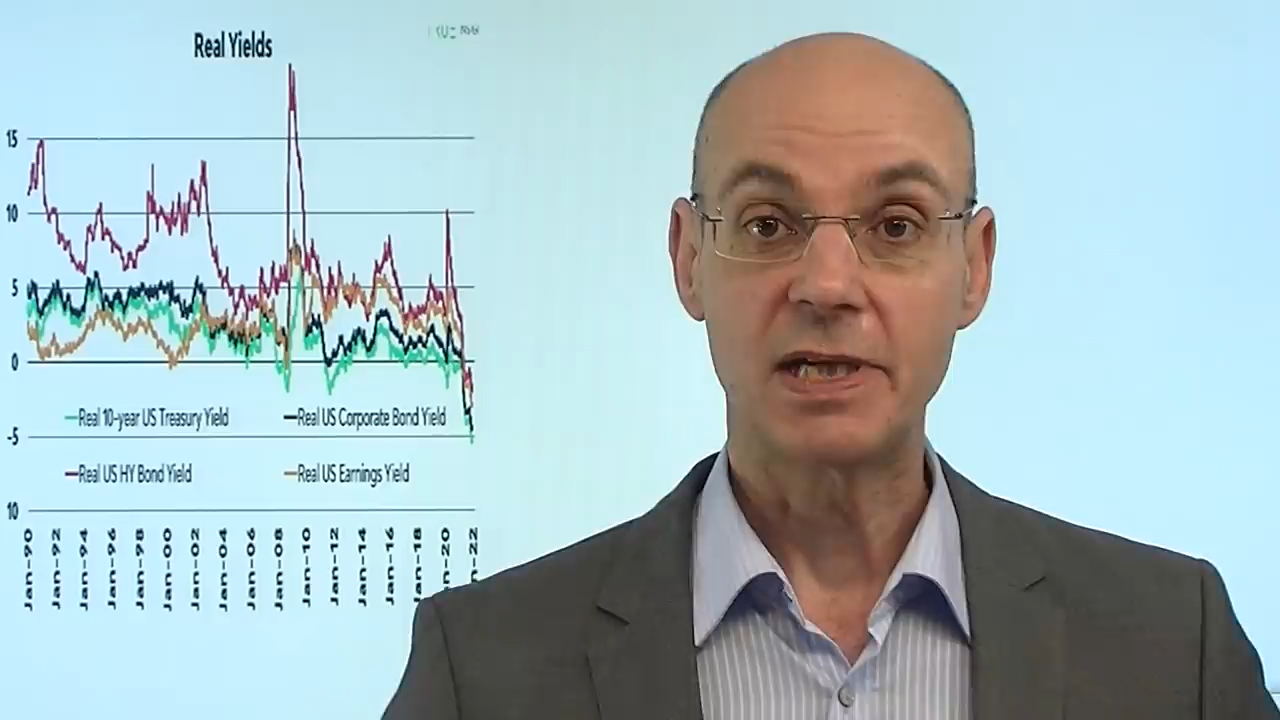 Real Yields
15
10
5
0
-5
10
Real 10-year US Treasury Yield
Real US Corporate Bond Yield
Real US HY Bond Yield
Real US Earnings Yield
Jan-90
Jan-92
Jan-94
Jan-96
Jan-98
Jan-00
Jan-02
Jan-04
Jan-06
Jan-08
Jan-10
Jan-12
Jan-14
Jan-16
Jan-18
an-20
n-22